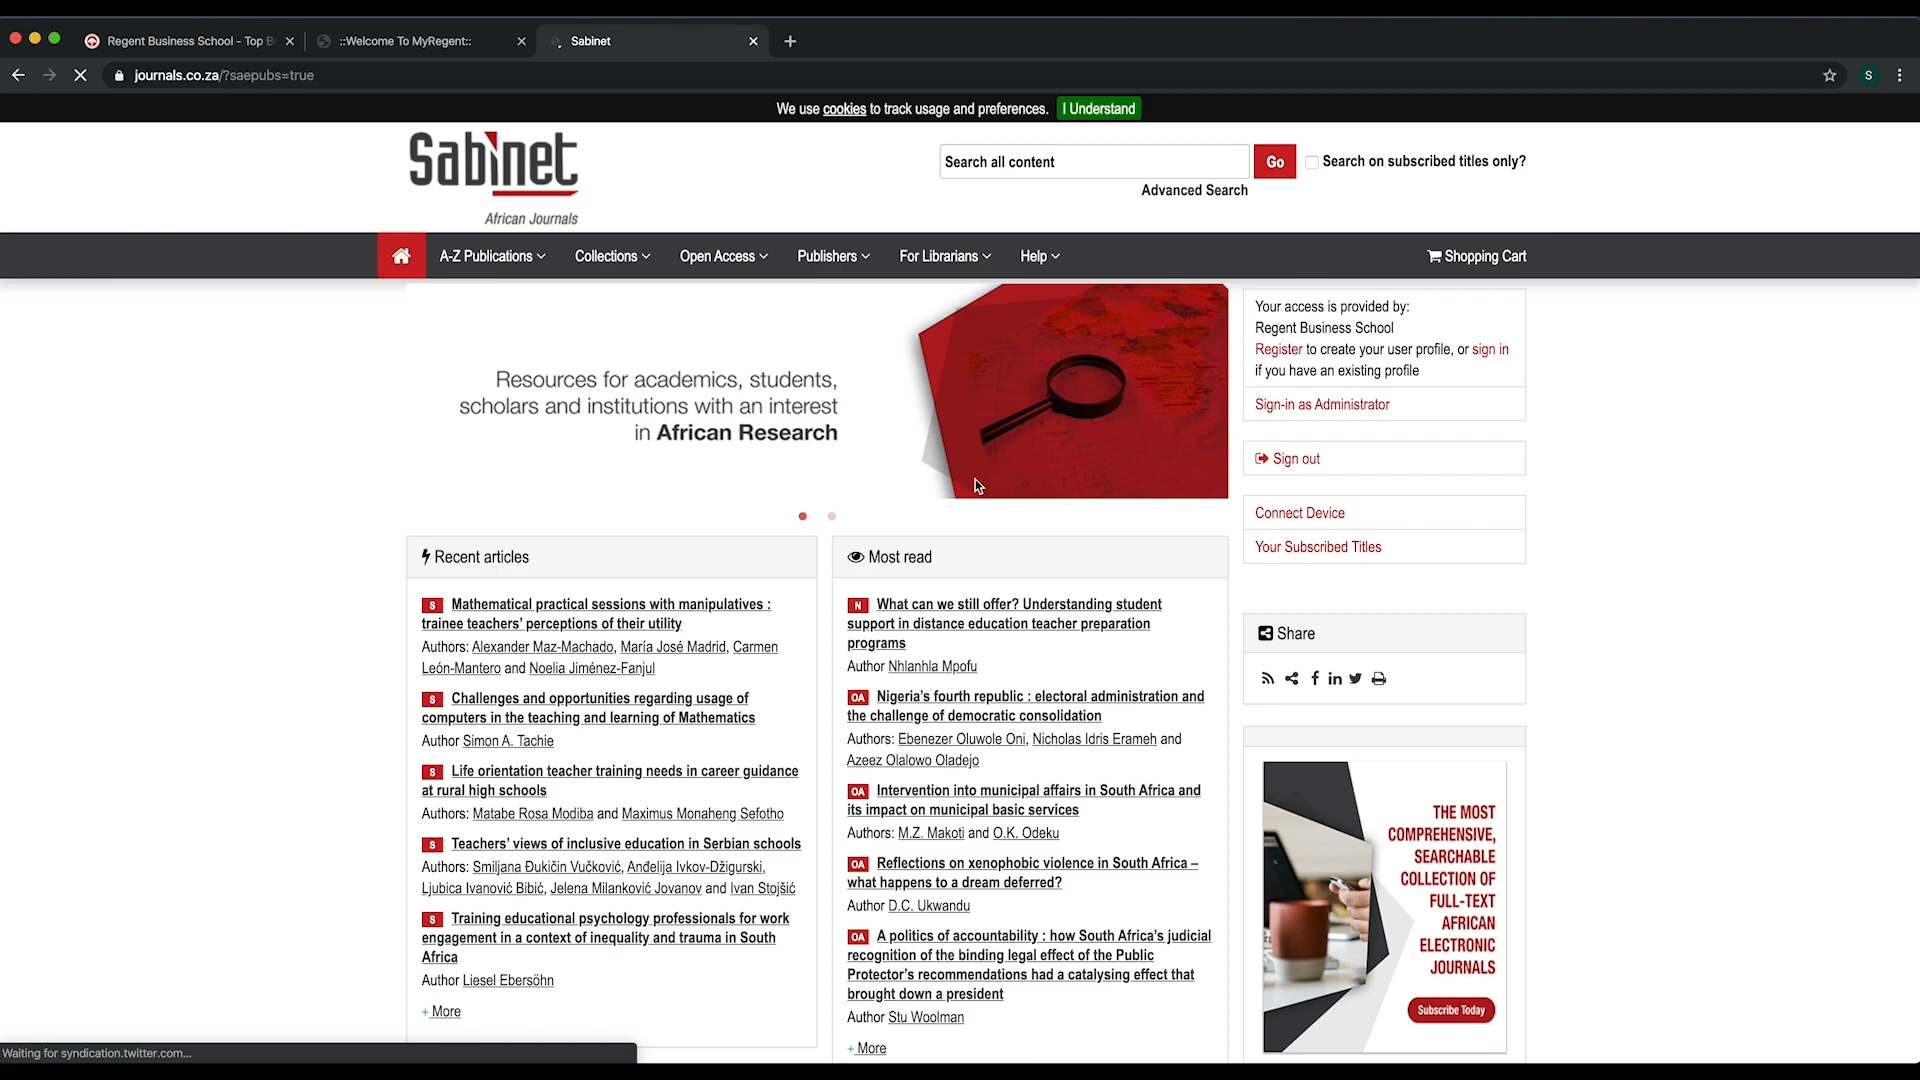 Regent Business School - Top B
::Welcome To MyRegent::
Sabinet
journals.co.za/?saepubs=true
S
We use cookies to track usage and preferences. I Understand
Sabinet
African Journals
Search all content
Go
Search on subscribed titles only?
Advanced Search
A-Z Publications
Collections
Open Access
Publishers
For Librarians
Help
Shopping Cart
Resources for academics, students,
scholars and institutions with an interest
in African Research
Your access is provided by:
Regent Business School
Register to create your user profile, or sign in
if you have an existing profile
Sign-in as Administrator
Sign out
Connect Device
Your Subscribed Titles
Recent articles
S Mathematical practical sessions with manipulatives :
trainee teachers' perceptions of their utility
Authors: Alexander Maz-Machado, María José Madrid, Carmen
León-Mantero and Noelia Jiménez-Fanjul
S Challenges and opportunities regarding usage of
computers in the teaching and learning of Mathematics
Author Simon A. Tachie
S Life orientation teacher training needs in career guidance
at rural high schools
Authors: Matabe Rosa Modiba and Maximus Monaheng Sefotho
S Teachers' views of inclusive education in Serbian schools
Authors: Smiljana Đukičin Vučković, Anđelija Ivkov-Džigurski,
Ljubica Ivanović Bibić, Jelena Milanković Jovanov and Ivan Stojšić
S Training educational psychology professionals for work
engagement in a context of inequality and trauma in South
Africa
Author Liesel Ebersöhn
+ More
Most read
N What can we still offer? Understanding student
support in distance education teacher preparation
programs
Author Nhlanhla Mpofu
OA Nigeria's fourth republic : electoral administration and
the challenge of democratic consolidation
Authors: Ebenezer Oluwole Oni, Nicholas Idris Erameh and
Azeez Olalowo Oladejo
OA Intervention into municipal affairs in South Africa and
its impact on municipal basic services
Authors: M.Z. Makoti and O.K. Odeku
OA Reflections on xenophobic violence in South Africa –
what happens to a dream deferred?
Author D.C. Ukwandu
OA A politics of accountability : how South Africa's judicial
recognition of the binding legal effect of the Public
Protector's recommendations had a catalysing effect that
brought down a president
Author Stu Woolman
+ More
Share
THE MOST
COMPREHENSIVE,
SEARCHABLE
COLLECTION OF
FULL-TEXT
AFRICAN
ELECTRONIC
JOURNALS
Subscribe Today
Waiting for syndication.twitter.com...